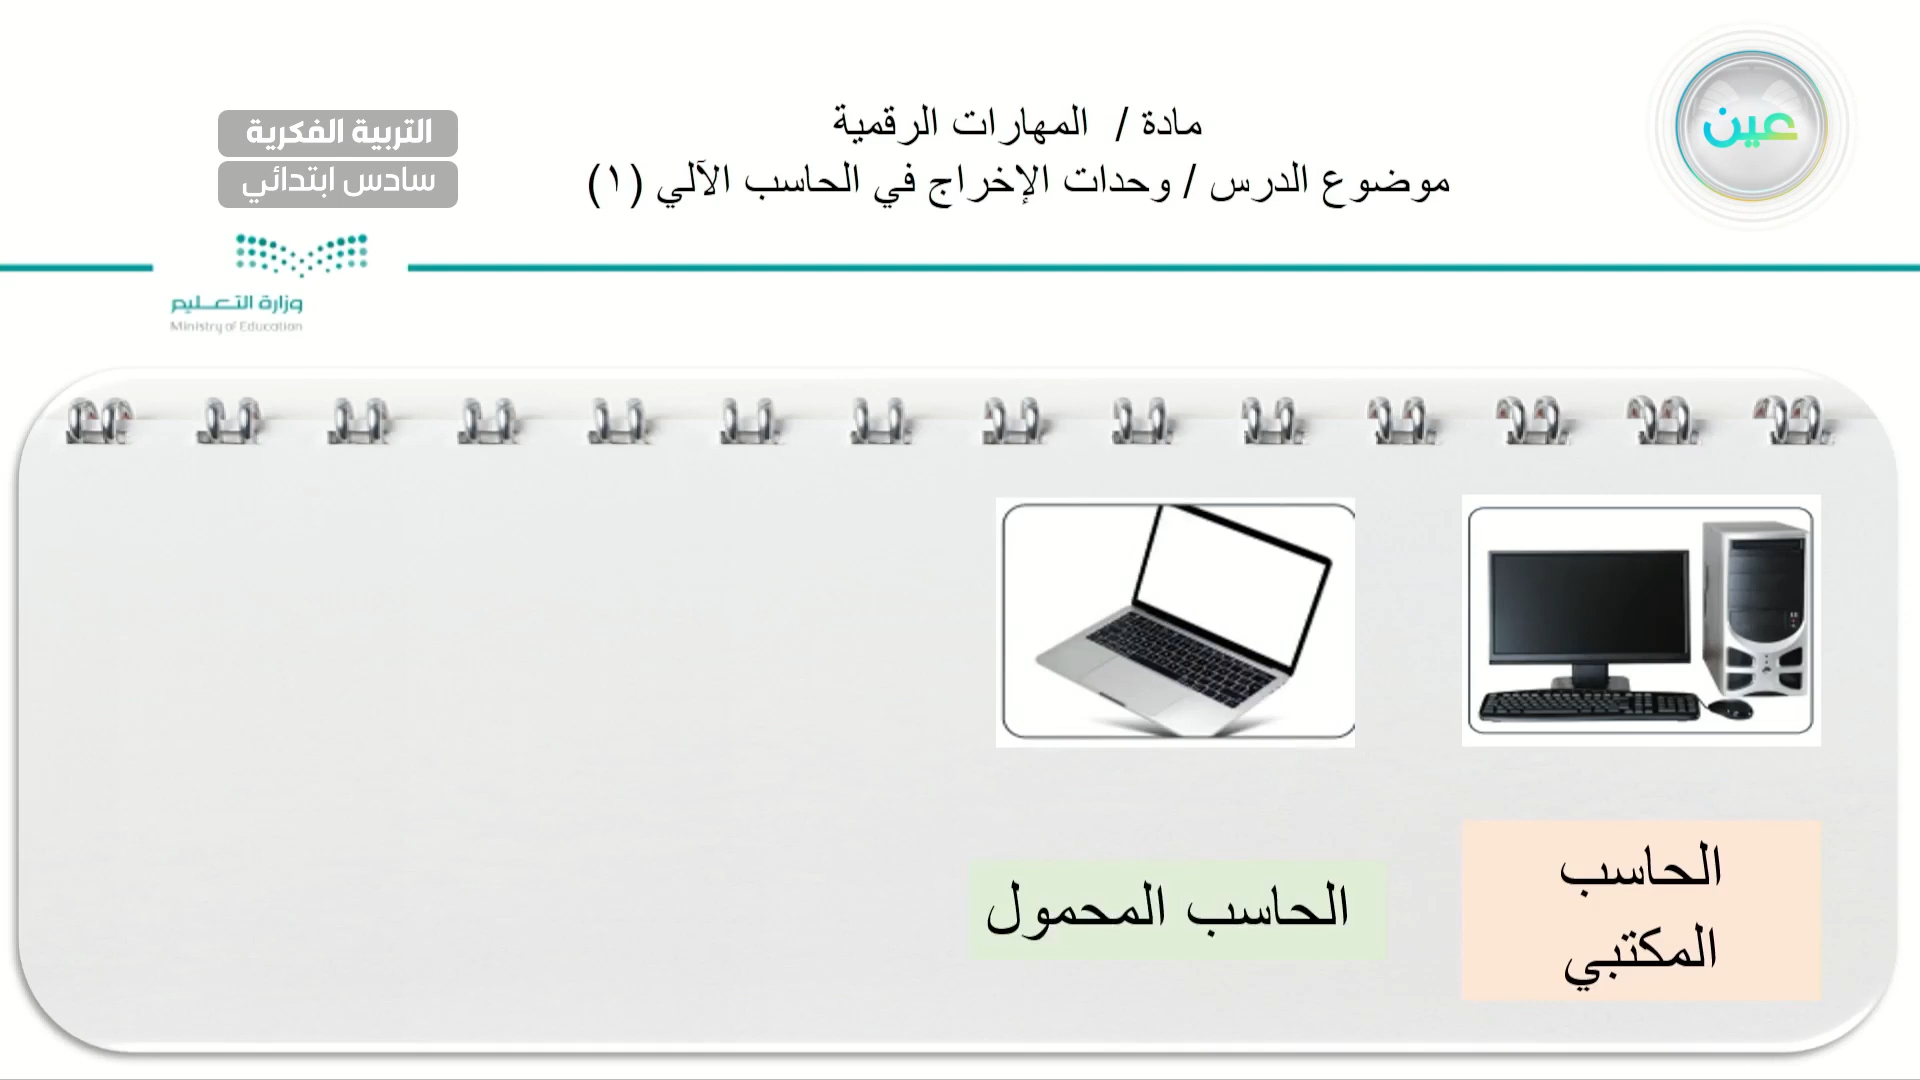 عين
مادة / المهارات الرقمية
موضوع الدرس / وحدات الإخراج في الحاسب الآلي (١)
التربية الفكرية
سادس ابتدائي
وزارة التعليم
Ministry of Education
الحاسب
المكتبي
الحاسب المحمول